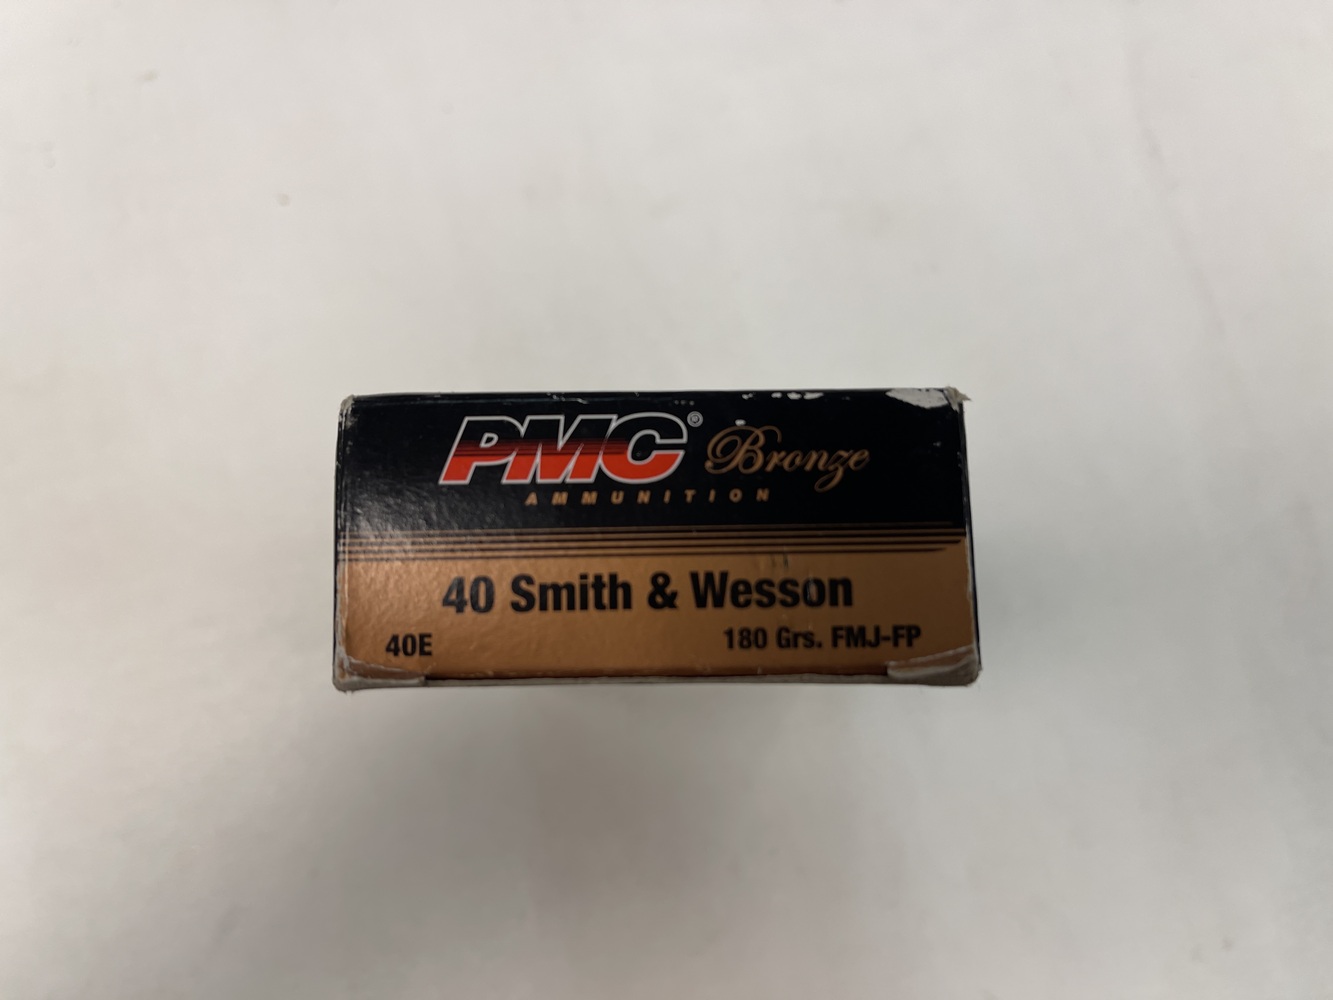 PMC® Bronze
AMMUNITION
40 Smith & Wesson
40E 180 Grs. FMJ-FP